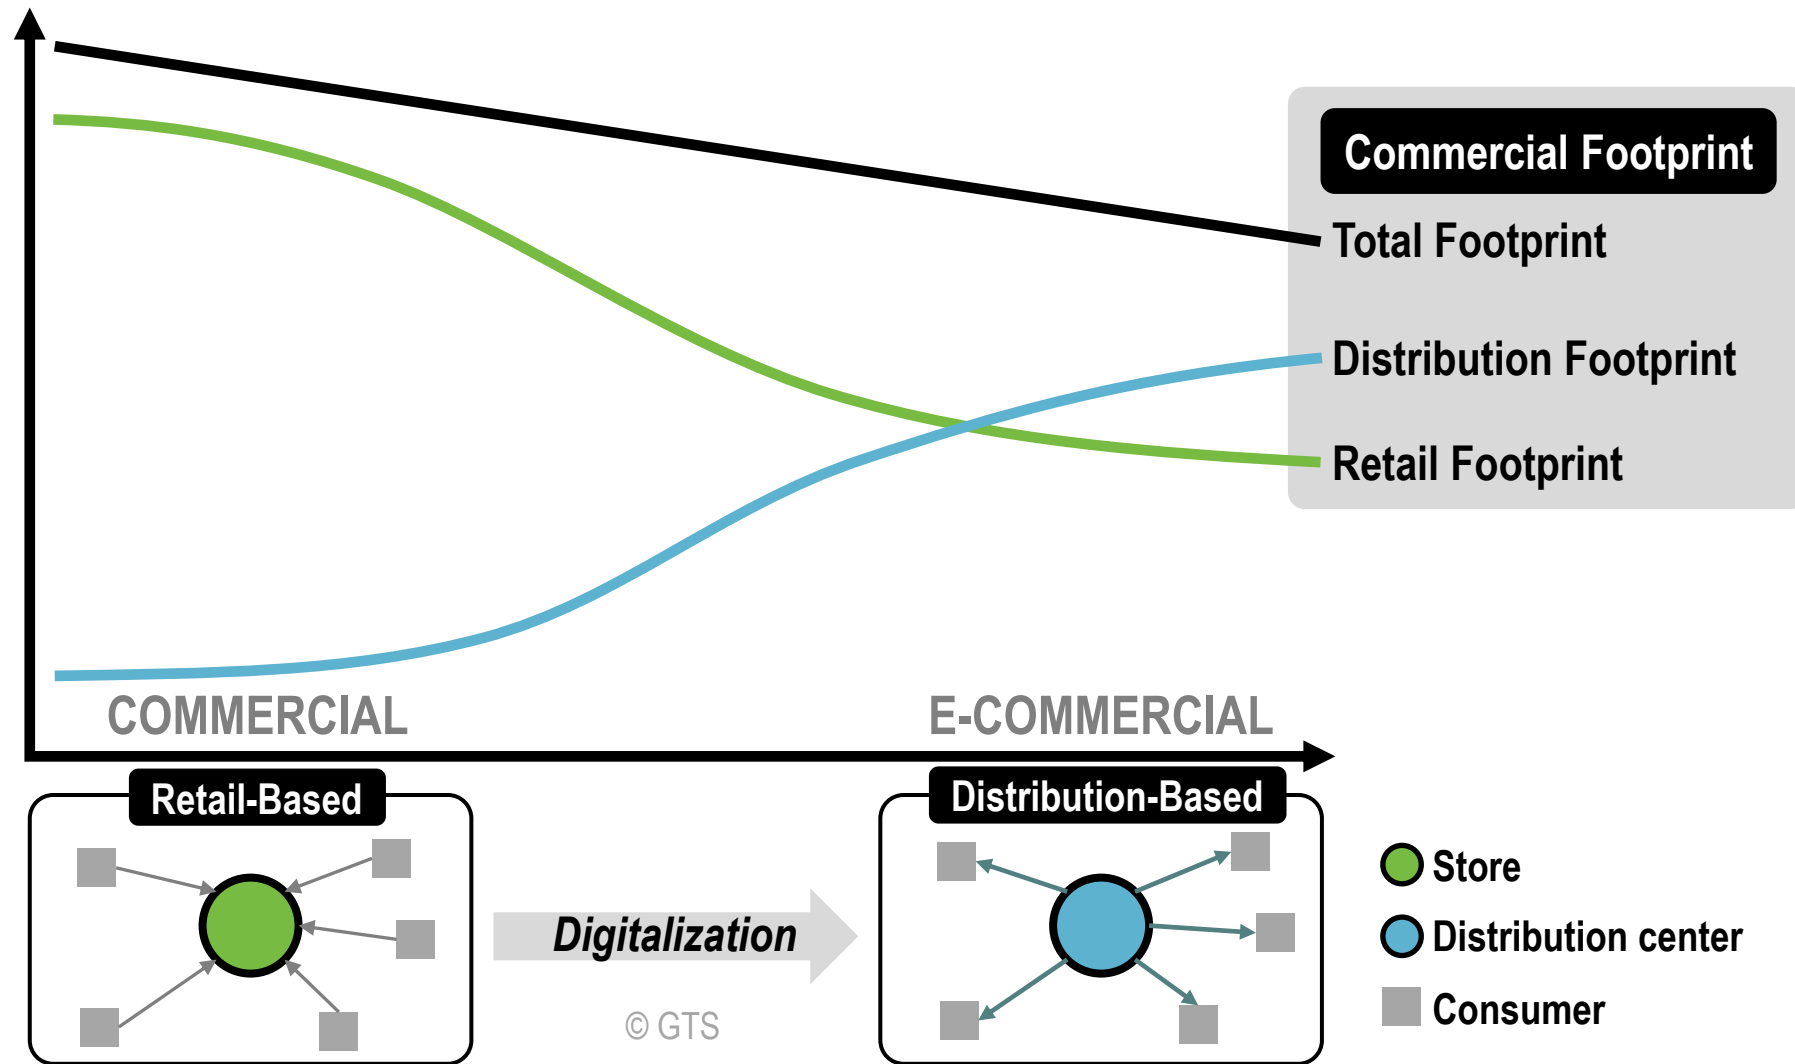 Commercial Footprint
Total Footprint
Distribution Footprint
Retail Footprint
COMMERCIAL
E-COMMERCIAL
Retail-Based
Distribution-Based
Digitalization
© GTS
Store
Distribution center
Consumer